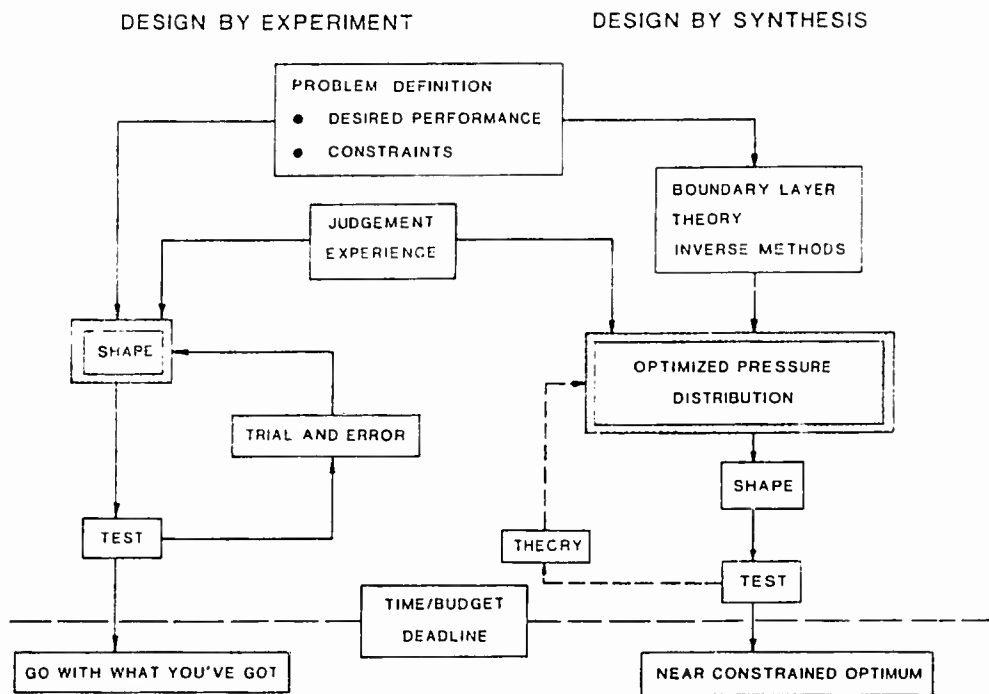 DESIGN BY EXPERIMENT
DESIGN BY SYNTHESIS
PROBLEM DEFINITION
● DESIRED PERFORMANCE
● CONSTRAINTS
BOUNDARY LAYER
THEORY
INVERSE METHODS
JUDGEMENT
EXPERIENCE
SHAPE
OPTIMIZED PRESSURE
DISTRIBUTION
TRIAL AND ERROR
SHAPE
TEST
THECRY
TEST
TIME/BUDGET
DEADLINE
GO WITH WHAT YOU'VE GOT
NEAR CONSTRAINED OPTIMUM